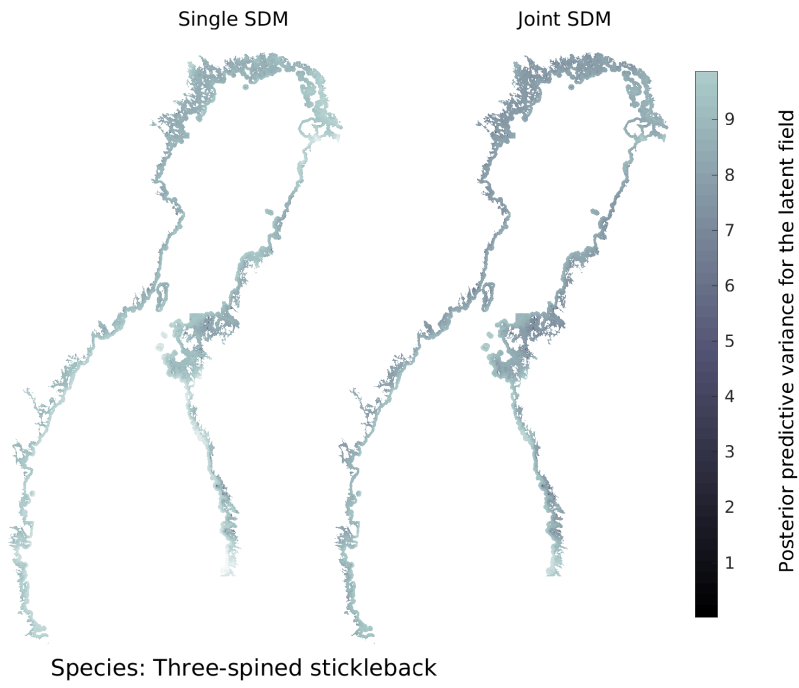 Single SDM
Joint SDM
9
8
7
6
5
4
3
2
1
Posterior predictive variance for the latent field
Species: Three-spined stickleback